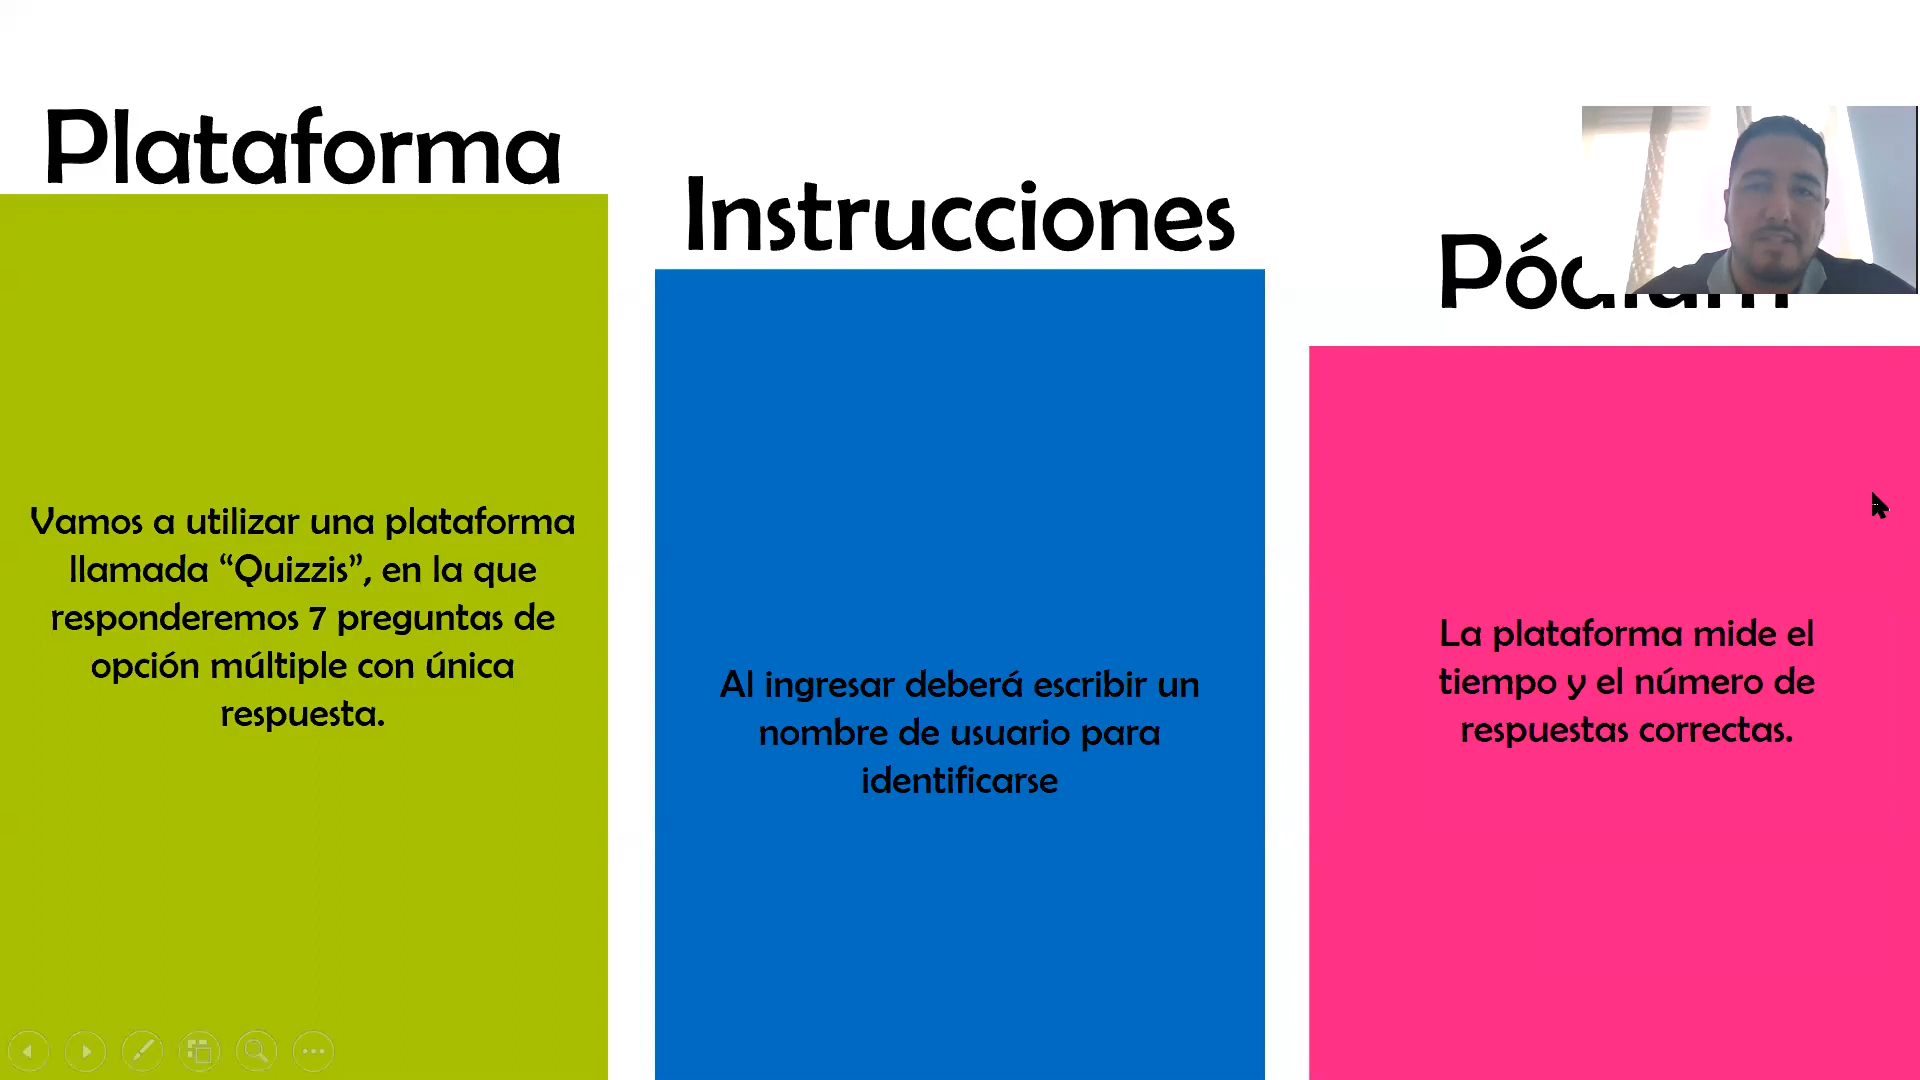 Plataforma
Vamos a utilizar una plataforma
llamada “Quizzis”, en la que
responderemos 7 preguntas de
opción múltiple con única
respuesta.
Instrucciones
Al ingresar deberá escribir un
nombre de usuario para
identificarse
Pódium
La plataforma mide el
tiempo y el número de
respuestas correctas.